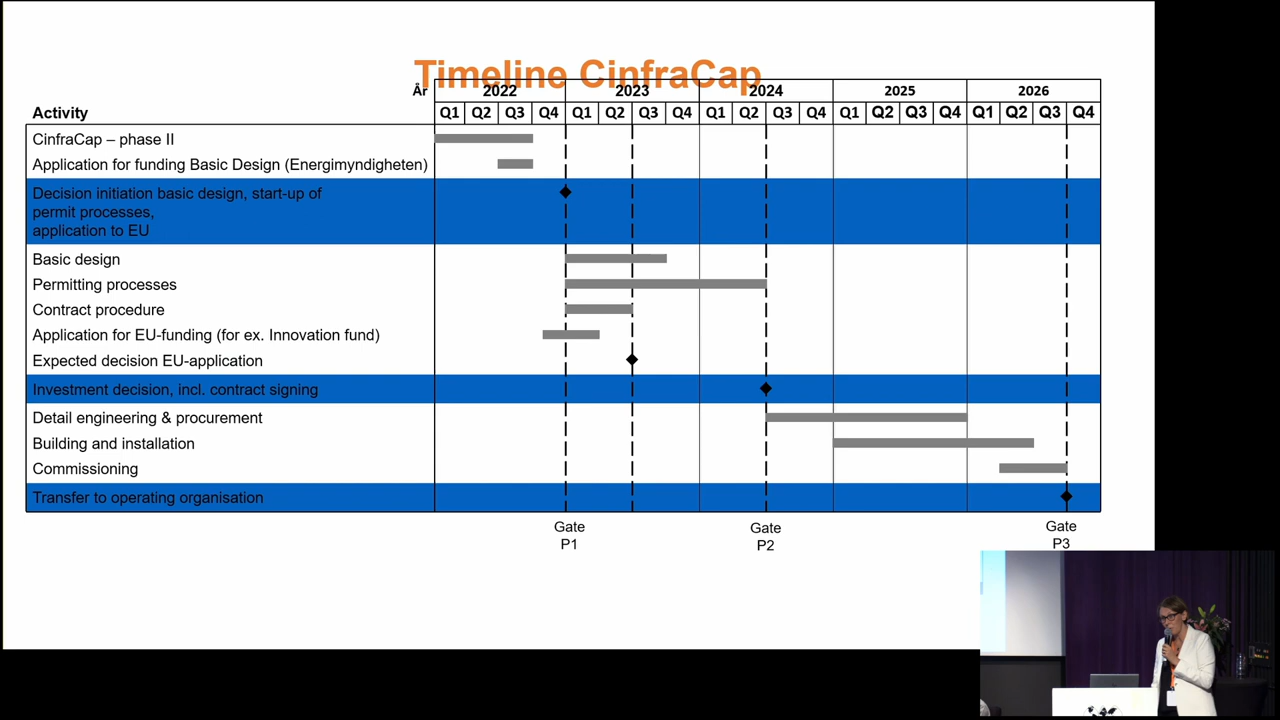 Timeline CinfraCap
År 2022 2023 2024 2025 2026
Activity Q1 Q2 Q3 Q4 Q1 Q2 Q3 Q4 Q1 Q2 Q3 Q4 Q1 Q2 Q3 Q4 Q1 Q2 Q3 Q4
CinfraCap – phase II
Application for funding Basic Design (Energimyndigheten)
Decision initiation basic design, start-up of
permit processes,
application to EU
Basic design
Permitting processes
Contract procedure
Application for EU-funding (for ex. Innovation fund)
Expected decision EU-application
Investment decision, incl. contract signing
Detail engineering & procurement
Building and installation
Commissioning
Transfer to operating organisation
Gate Gate Gate
P1 P2 P3